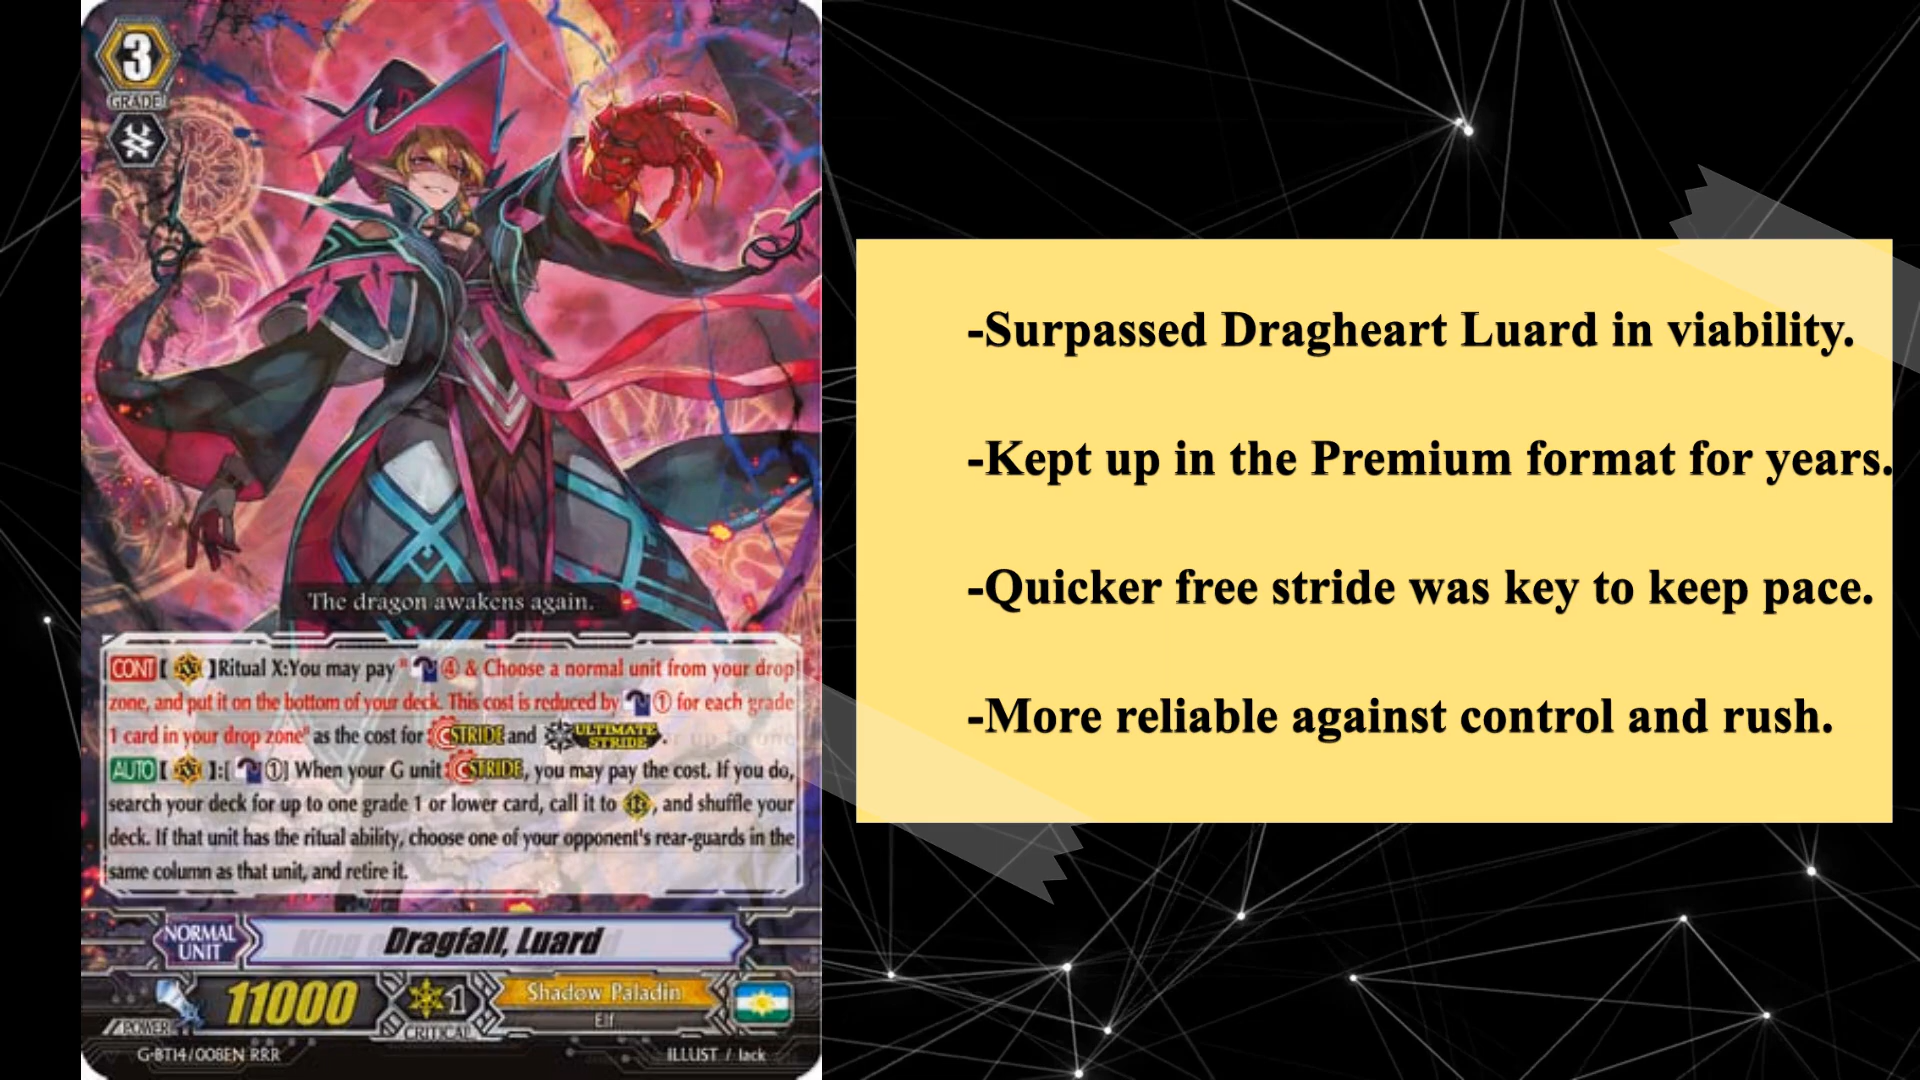 3
GRADE
The dragon awakens again.
CONT [ ]Ritual X:You may pay " ④ & Choose a normal unit from your drop
zone, and put it on the bottom of your deck. This cost is reduced by ① for each grade
1 card in your drop zone" as the cost for STRIDE and ULTIMATE STRIDE.
AUTO [ ]:[ ①] When your G unit STRIDE, you may pay the cost. If you do,
search your deck for up to one grade 1 or lower card, call it to , and shuffle your
deck. If that unit has the ritual ability, choose one of your opponent's rear-guards in the
same column as that unit, and retire it.
NORMAL
UNIT
Dragfall, Luard
POWER
11000
1
CRITICAL
Shadow Paladin
Elf
G-BT14/008EN RRR
ILLUST / lack
-Surpassed Dragheart Luard in viability.
-Kept up in the Premium format for years.
-Quicker free stride was key to keep pace.
-More reliable against control and rush.